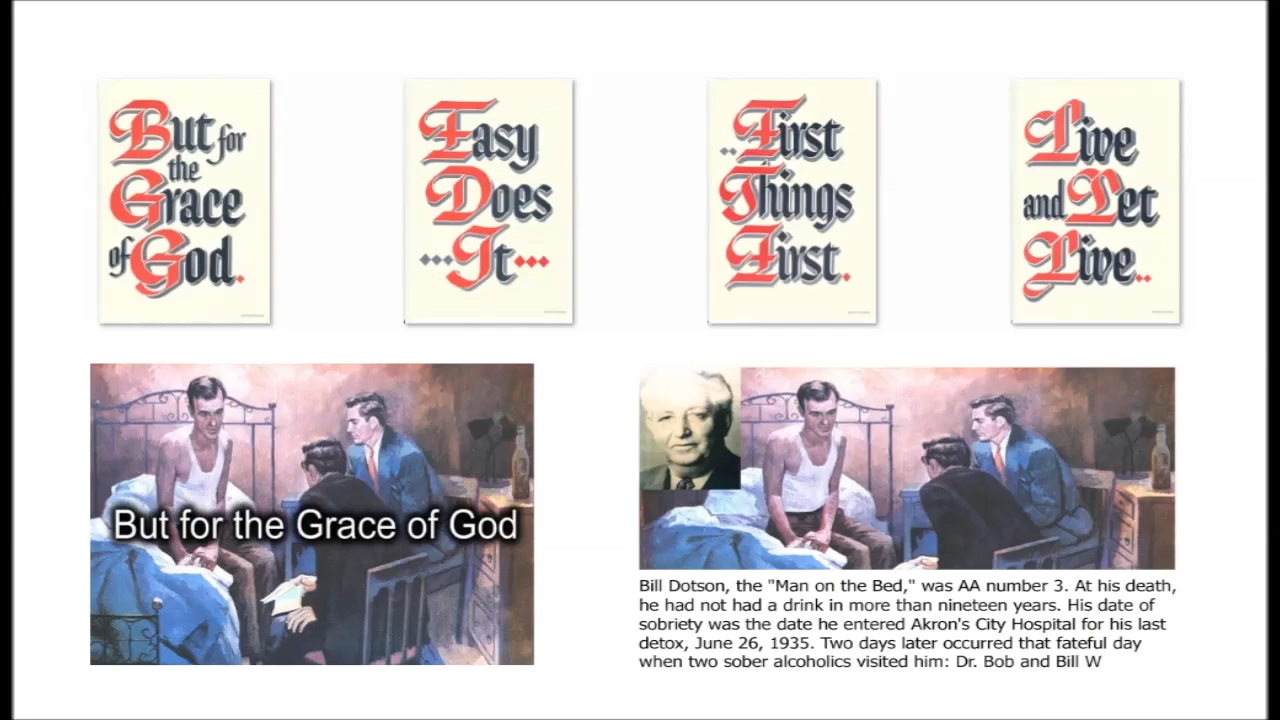 But for
the
Grace
of God.
Easy
Does
It
First
Things
First.
Live
and Let
Live..
But for the Grace of God
Bill Dotson, the "Man on the Bed," was AA number 3. At his death,
he had not had a drink in more than nineteen years. His date of
sobriety was the date he entered Akron's City Hospital for his last
detox, June 26, 1935. Two days later occurred that fateful day
when two sober alcoholics visited him: Dr. Bob and Bill W